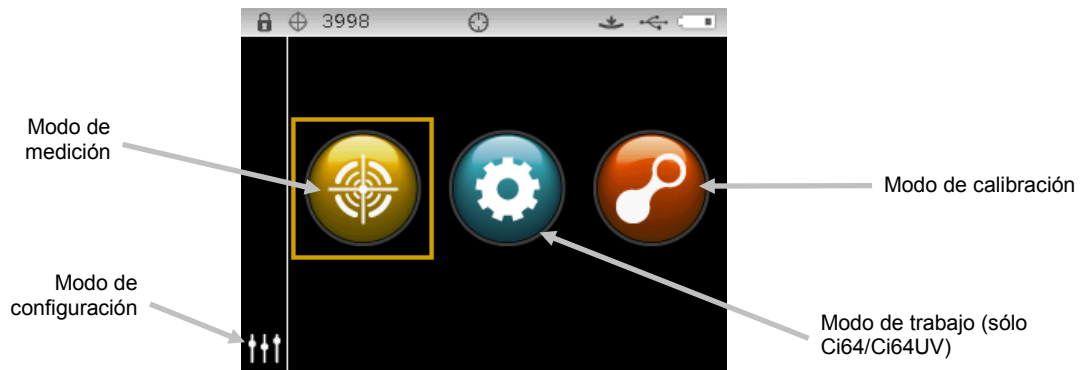 3998
Modo de
medición
Modo de calibración
Modo de
configuración
Modo de trabajo (sólo
Ci64/Ci64UV)